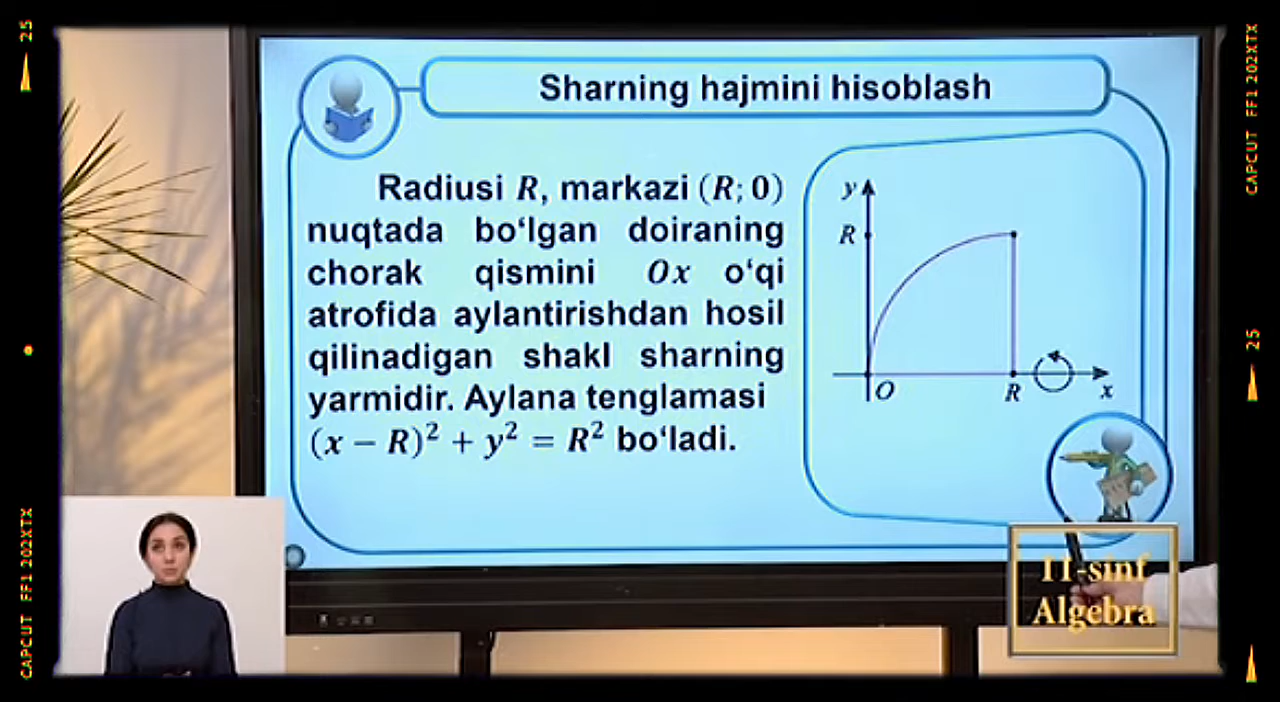 25
CAPCUT FF1 202XTX
Sharning hajmini hisoblash
Radiusi R, markazi (R; 0)
nuqtada bo‘lgan doiraning
chorak qismini Ox o‘qi
atrofida aylantirishdan hosil
qilinadigan shakl sharning
yarmidir. Aylana tenglamasi
(x − R)² + y² = R² bo‘ladi.
y
R
O
R
x
11-sinf
Algebra
CAPCUT FF1 202XTX
25